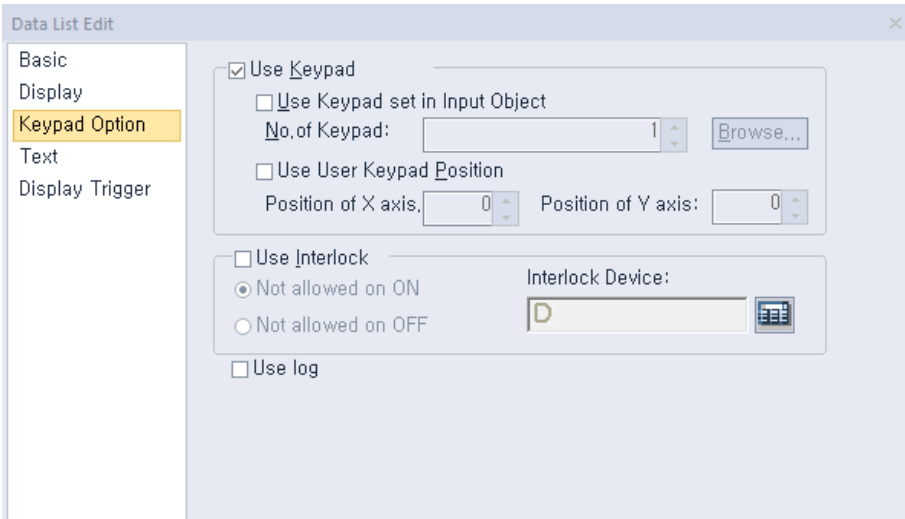 Data List Edit
Basic
Display
Keypad Option
Text
Display Trigger
Use Keypad
Use Keypad set in Input Object
No.of Keypad: 1 Browse...
Use User Keypad Position
Position of X axis. 0 Position of Y axis: 0
Use Interlock
Not allowed on ON
Not allowed on OFF
Interlock Device:
D
Use log